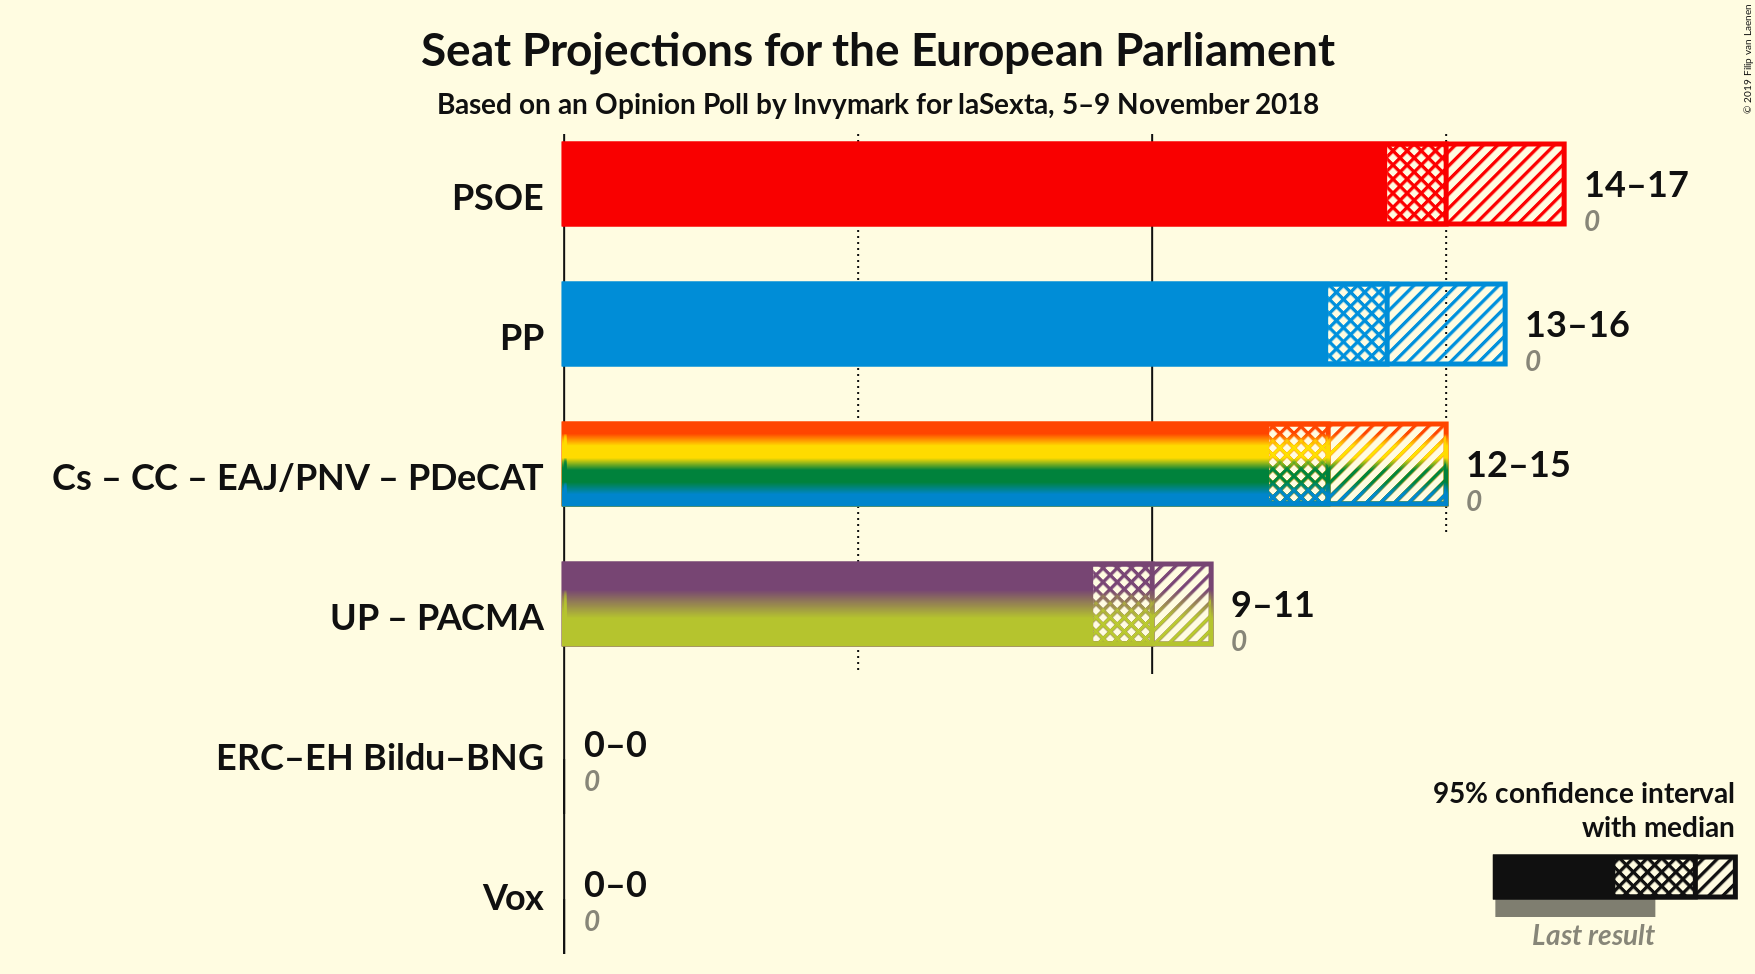 Seat Projections for the European Parliament
Based on an Opinion Poll by Invymark for laSexta, 5–9 November 2018
© 2019 Filip van Laenen
PSOE
14–17
0
PP
13–16
0
Cs – CC – EAJ/PNV – PDeCAT
12–15
0
UP – PACMA
9–11
0
ERC–EH Bildu–BNG
0–0
0
Vox
0–0
0
95% confidence interval
with median
Last result